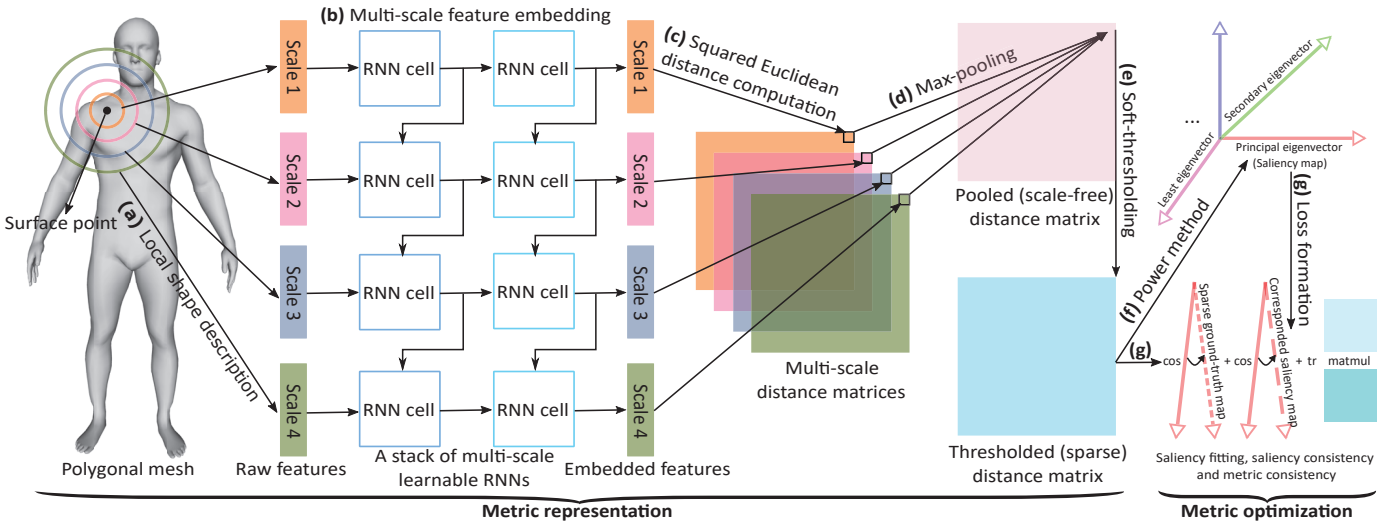 (b) Multi-scale feature embedding
Surface point
(a) Local shape description
Polygonal mesh
Scale 1
Scale 2
Scale 3
Scale 4
Raw features
RNN cell
RNN cell
RNN cell
RNN cell
RNN cell
RNN cell
RNN cell
RNN cell
A stack of multi-scale
learnable RNNs
Scale 1
Scale 2
Scale 3
Scale 4
Embedded features
(c) Squared Euclidean
distance computation
Multi-scale
distance matrices
(d) Max-pooling
Pooled (scale-free)
distance matrix
(e) Soft-thresholding
Thresholded (sparse)
distance matrix
(f) Power method
...
Secondary eigenvector
Least eigenvector
Principal eigenvector
(Saliency map)
(g) Loss formation
(g)
cos
Sparse ground-truth map
+ cos
Corresponded saliency map
+ tr
matmul
Saliency fitting, saliency consistency
and metric consistency
Metric representation
Metric optimization